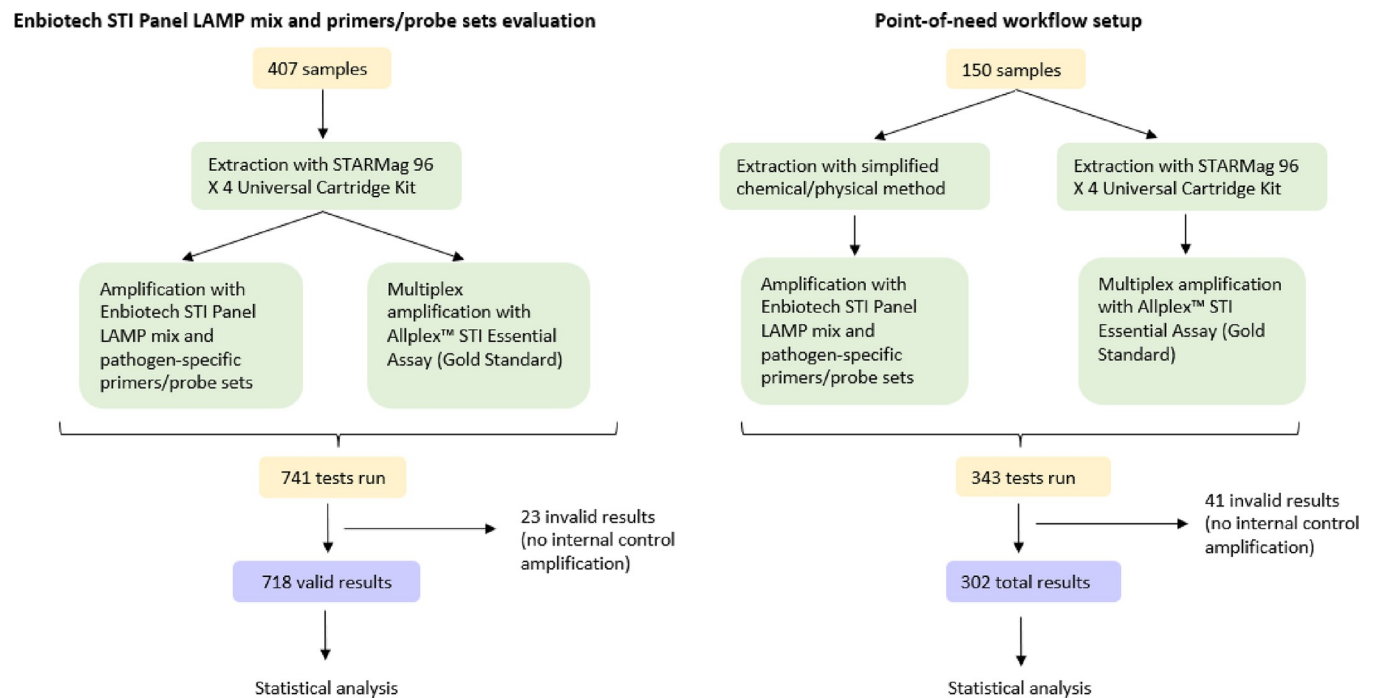 Enbiotech STI Panel LAMP mix and primers/probe sets evaluation
407 samples
Extraction with STARMag 96
X 4 Universal Cartridge Kit
Amplification with
Enbiotech STI Panel
LAMP mix and
pathogen-specific
primers/probe sets
Multiplex
amplification with
Allplex™ STI Essential
Assay (Gold Standard)
741 tests run
23 invalid results
(no internal control
amplification)
718 valid results
Statistical analysis
Point-of-need workflow setup
150 samples
Extraction with simplified
chemical/physical method
Extraction with STARMag 96
X 4 Universal Cartridge Kit
Amplification with
Enbiotech STI Panel
LAMP mix and
pathogen-specific
primers/probe sets
Multiplex amplification
with Allplex™ STI
Essential Assay (Gold
Standard)
343 tests run
41 invalid results
(no internal control
amplification)
302 total results
Statistical analysis